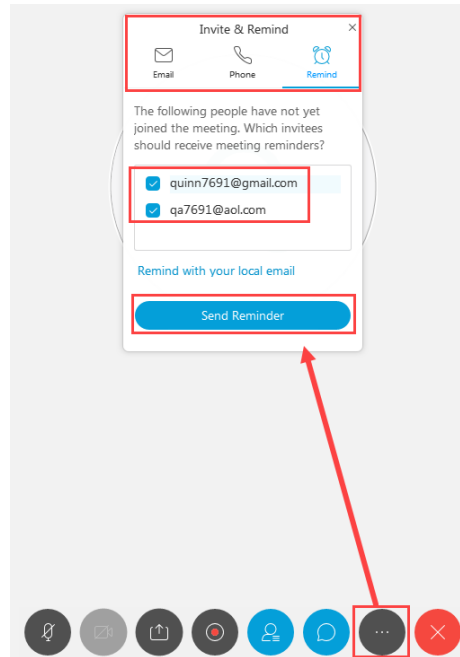 Invite & Remind
Email Phone Remind
The following people have not yet
joined the meeting. Which invitees
should receive meeting reminders?
quinn7691@gmail.com
qa7691@aol.com
Remind with your local email
Send Reminder